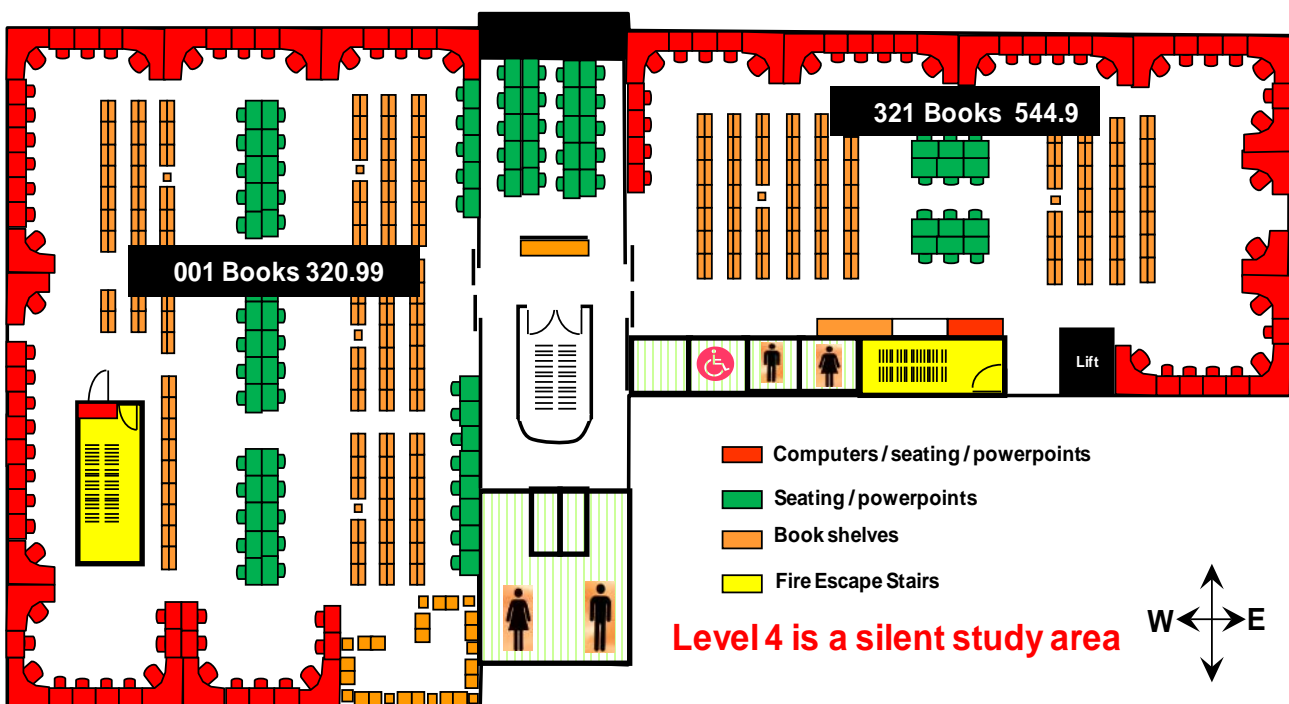 321 Books 544.9
001 Books 320.99
Lift
Computers / seating / powerpoints
Seating / powerpoints
Book shelves
Fire Escape Stairs
Level 4 is a silent study area
W E